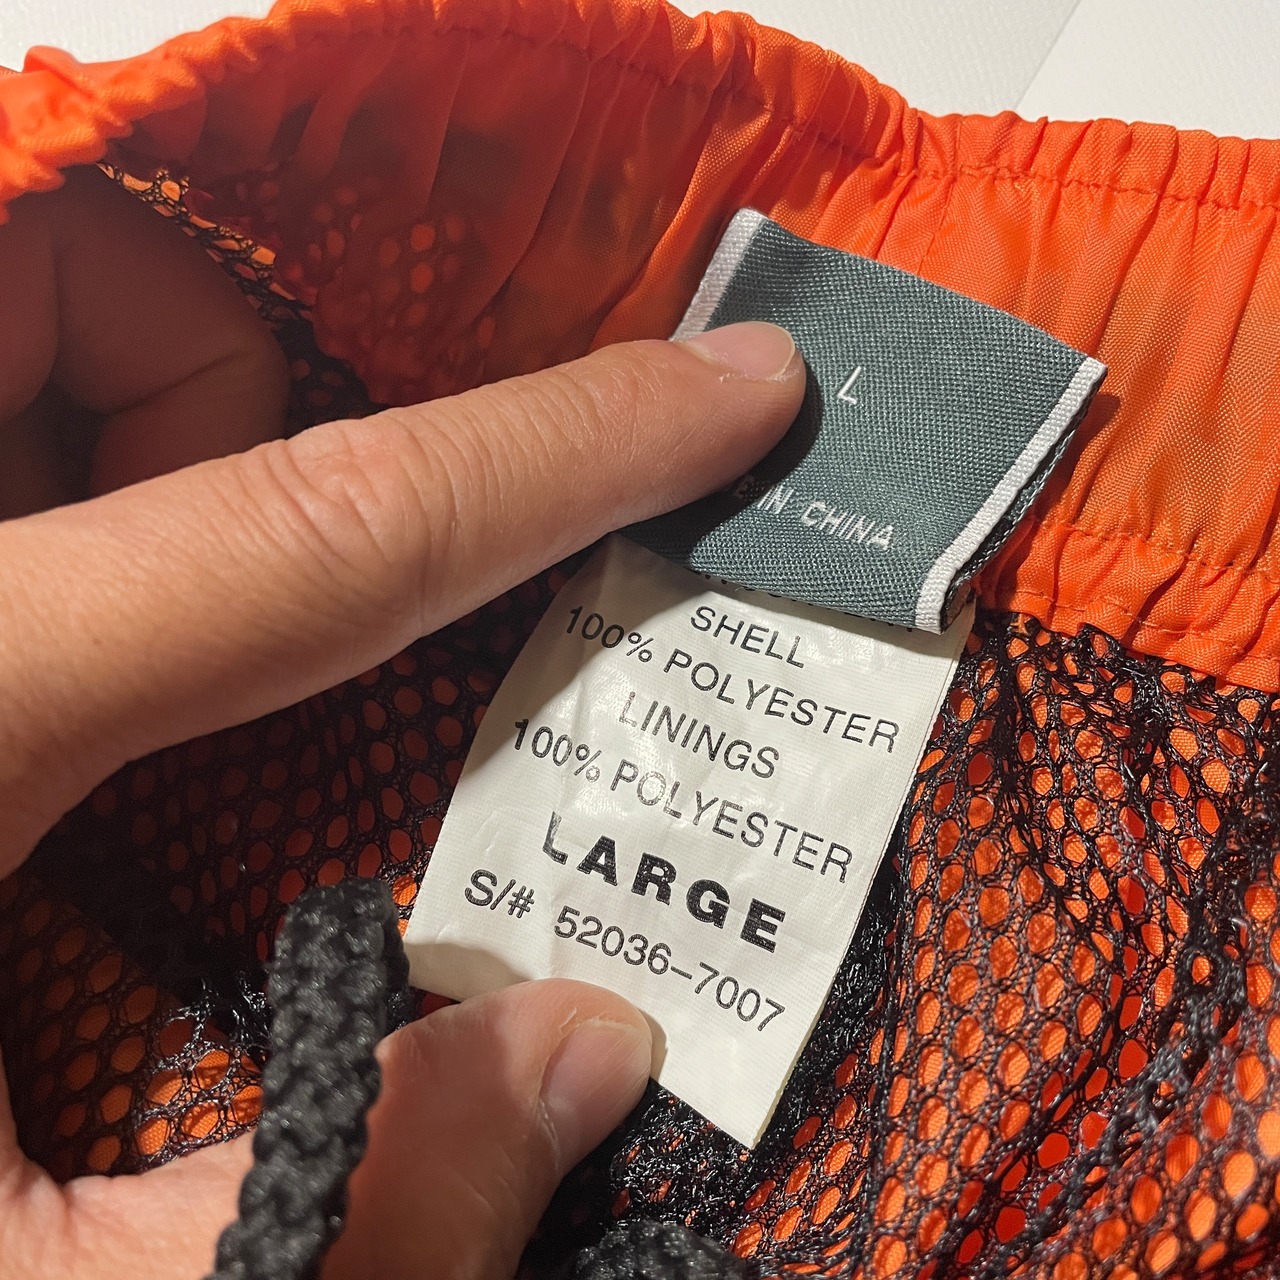 L
E IN CHINA
SHELL
100% POLYESTER
LININGS
100% POLYESTER
LARGE
S/# 52036-7007